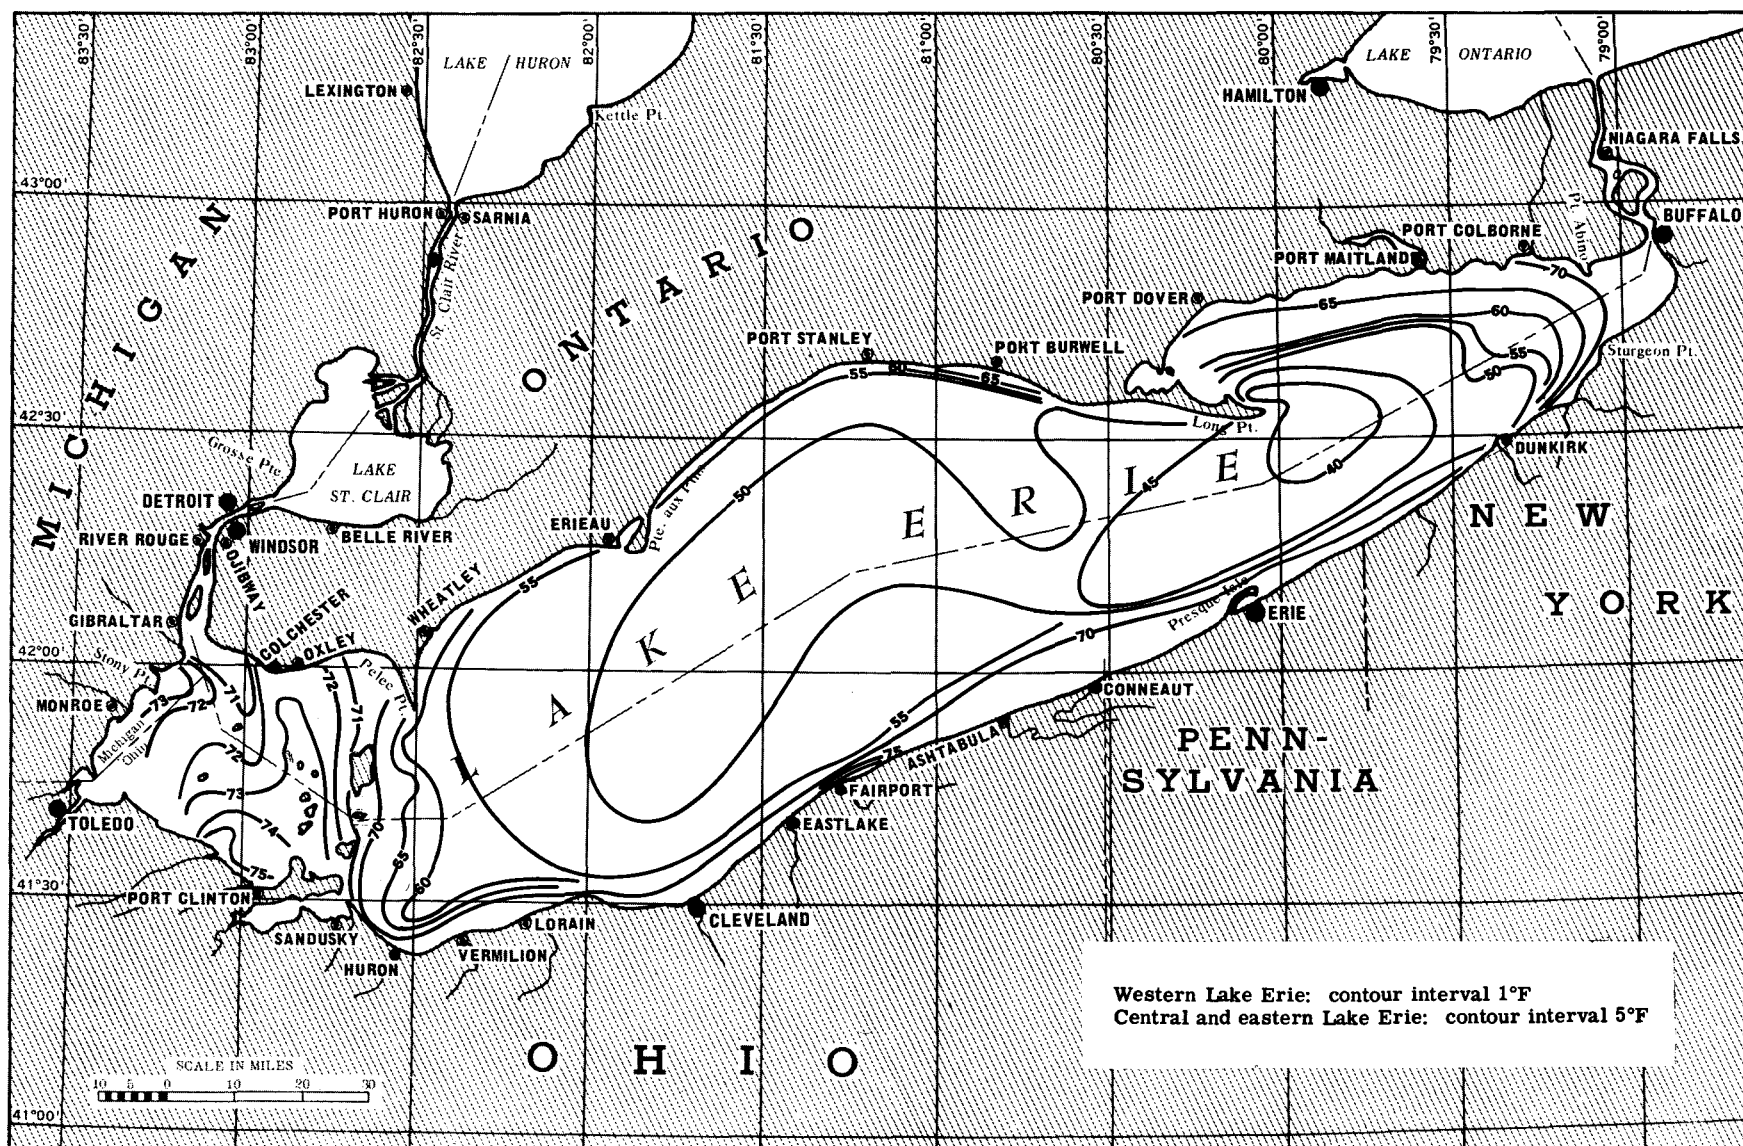 83°30'
83°00'
82°30'
82°00'
81°30'
81°00'
80°30'
80°00'
79°30'
79°00'
LAKE HURON
LAKE ONTARIO
LEXINGTON
HAMILTON
Kettle Pt.
NIAGARA FALLS
43°00'
PORT HURON
SARNIA
BUFFALO
PORT COLBORNE
Pt Abino
PORT MAITLAND
MICHIGAN
ONTARIO
St. Clair River
70
PORT DOVER
65
60
PORT STANLEY
PORT BURWELL
55
Sturgeon Pt.
55
60
65
50
42°30'
Long Pt.
DUNKIRK
Grosse Pte.
LAKE
ST. CLAIR
40
45
50
DETROIT
Pte. aux Pins
LAKE ERIE
NEW
YORK
RIVER ROUGE
WINDSOR
BELLE RIVER
ERIEAU
OJIBWAY
55
WHEATLEY
COLCHESTER
OXLEY
GIBRALTAR
Presque Isle
ERIE
70
42°00'
Stony Pt.
Pelee Pt.
72
71
71
73
72
MONROE
CONNEAUT
55
Michigan
Ohio
72
75
ASHTABULA
PENN-
SYLVANIA
73
FAIRPORT
TOLEDO
EASTLAKE
74
70
65
60
75
41°30'
PORT CLINTON
CLEVELAND
SANDUSKY
LORAIN
VERMILION
HURON
Western Lake Erie: contour interval 1°F
Central and eastern Lake Erie: contour interval 5°F
OHIO
SCALE IN MILES
10 5 0 10 20 30
41°00'